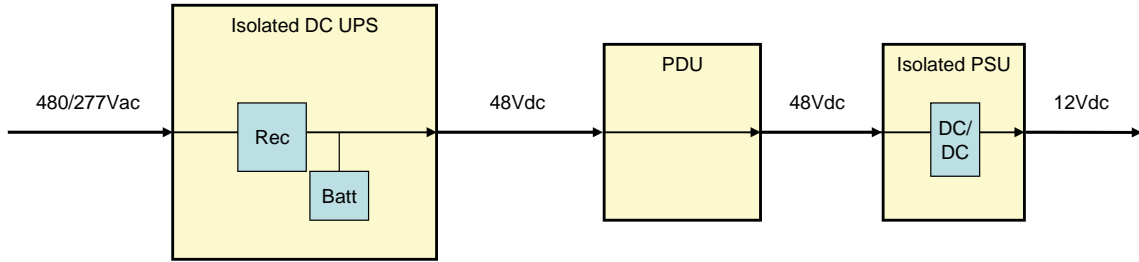 Isolated DC UPS
480/277Vac
Rec
Batt
48Vdc
PDU
48Vdc
Isolated PSU
DC/
DC
12Vdc